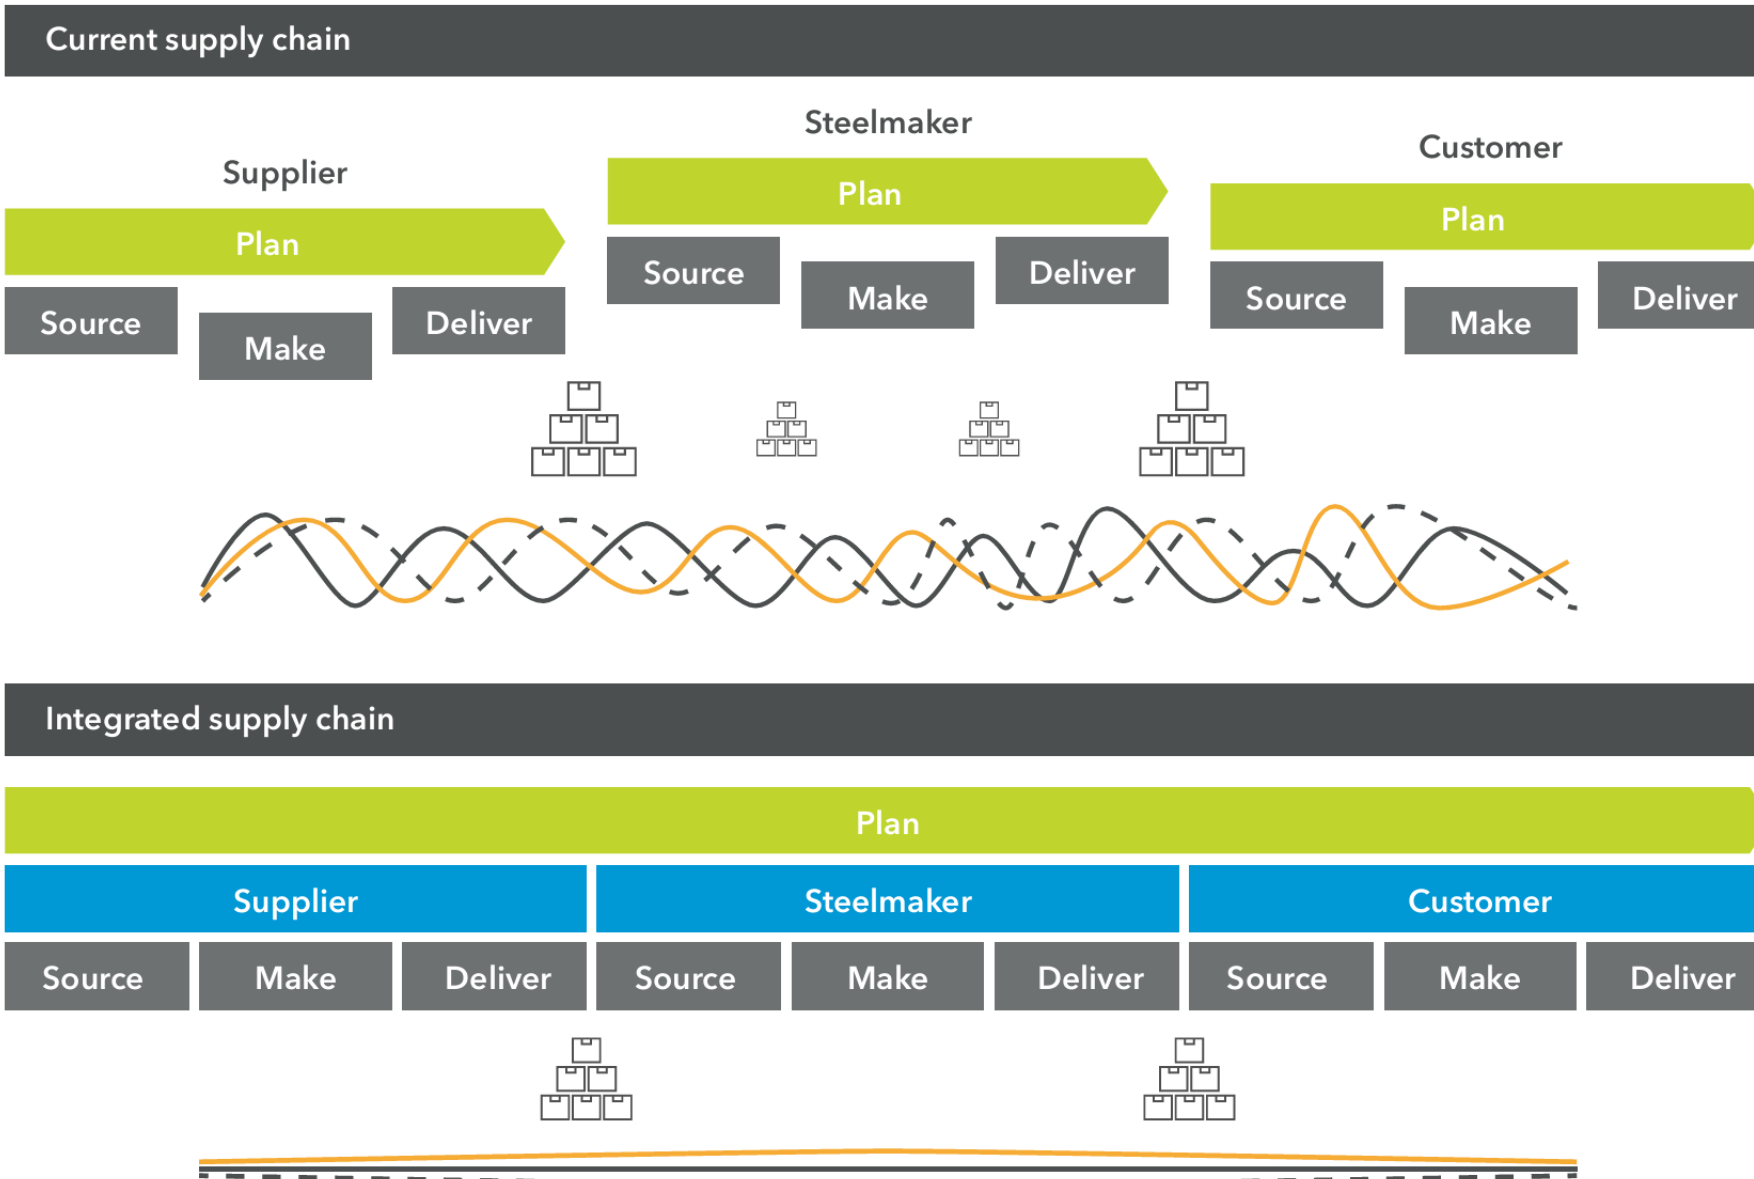 Current supply chain
Supplier
Plan
Source
Make
Deliver
Steelmaker
Plan
Source
Make
Deliver
Customer
Plan
Source
Make
Deliver
Integrated supply chain
Plan
Supplier
Steelmaker
Customer
Source
Make
Deliver
Source
Make
Deliver
Source
Make
Deliver